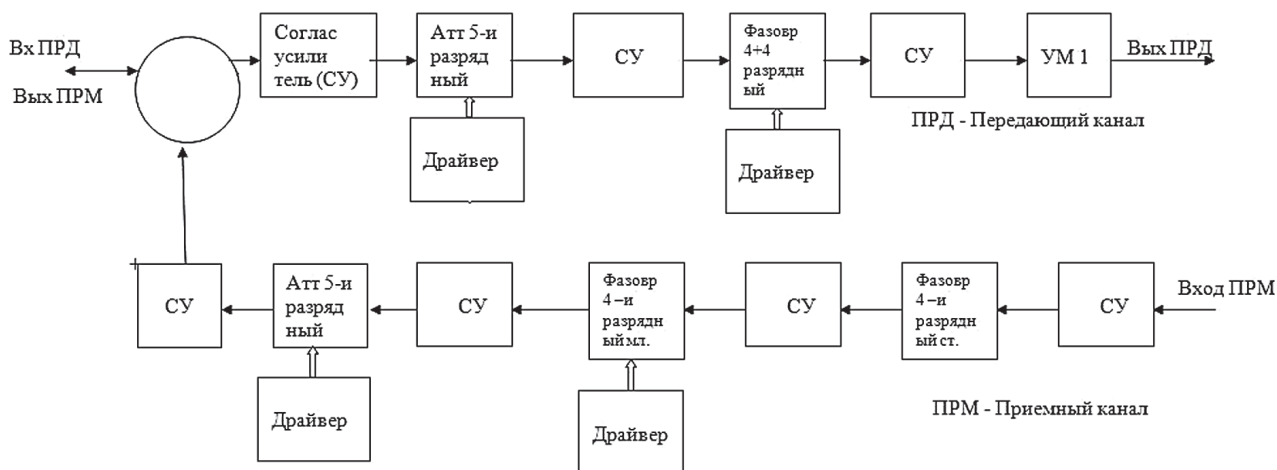 Вх ПРД
Вых ПРМ
Соглас
усили
тель (СУ)
Атт 5-и
разряд
ный
СУ
Фазовр
4+4
разрядн
ый
СУ
УМ 1
Вых ПРД
ПРД - Передающий канал
Драйвер
Драйвер
СУ
Атт 5-и
разряд
ный
СУ
Фазовр
4 –и
разрядн
ый мл.
СУ
Фазовр
4 –и
разрядн
ый ст.
СУ
Вход ПРМ
Драйвер
Драйвер
ПРМ - Приемный канал